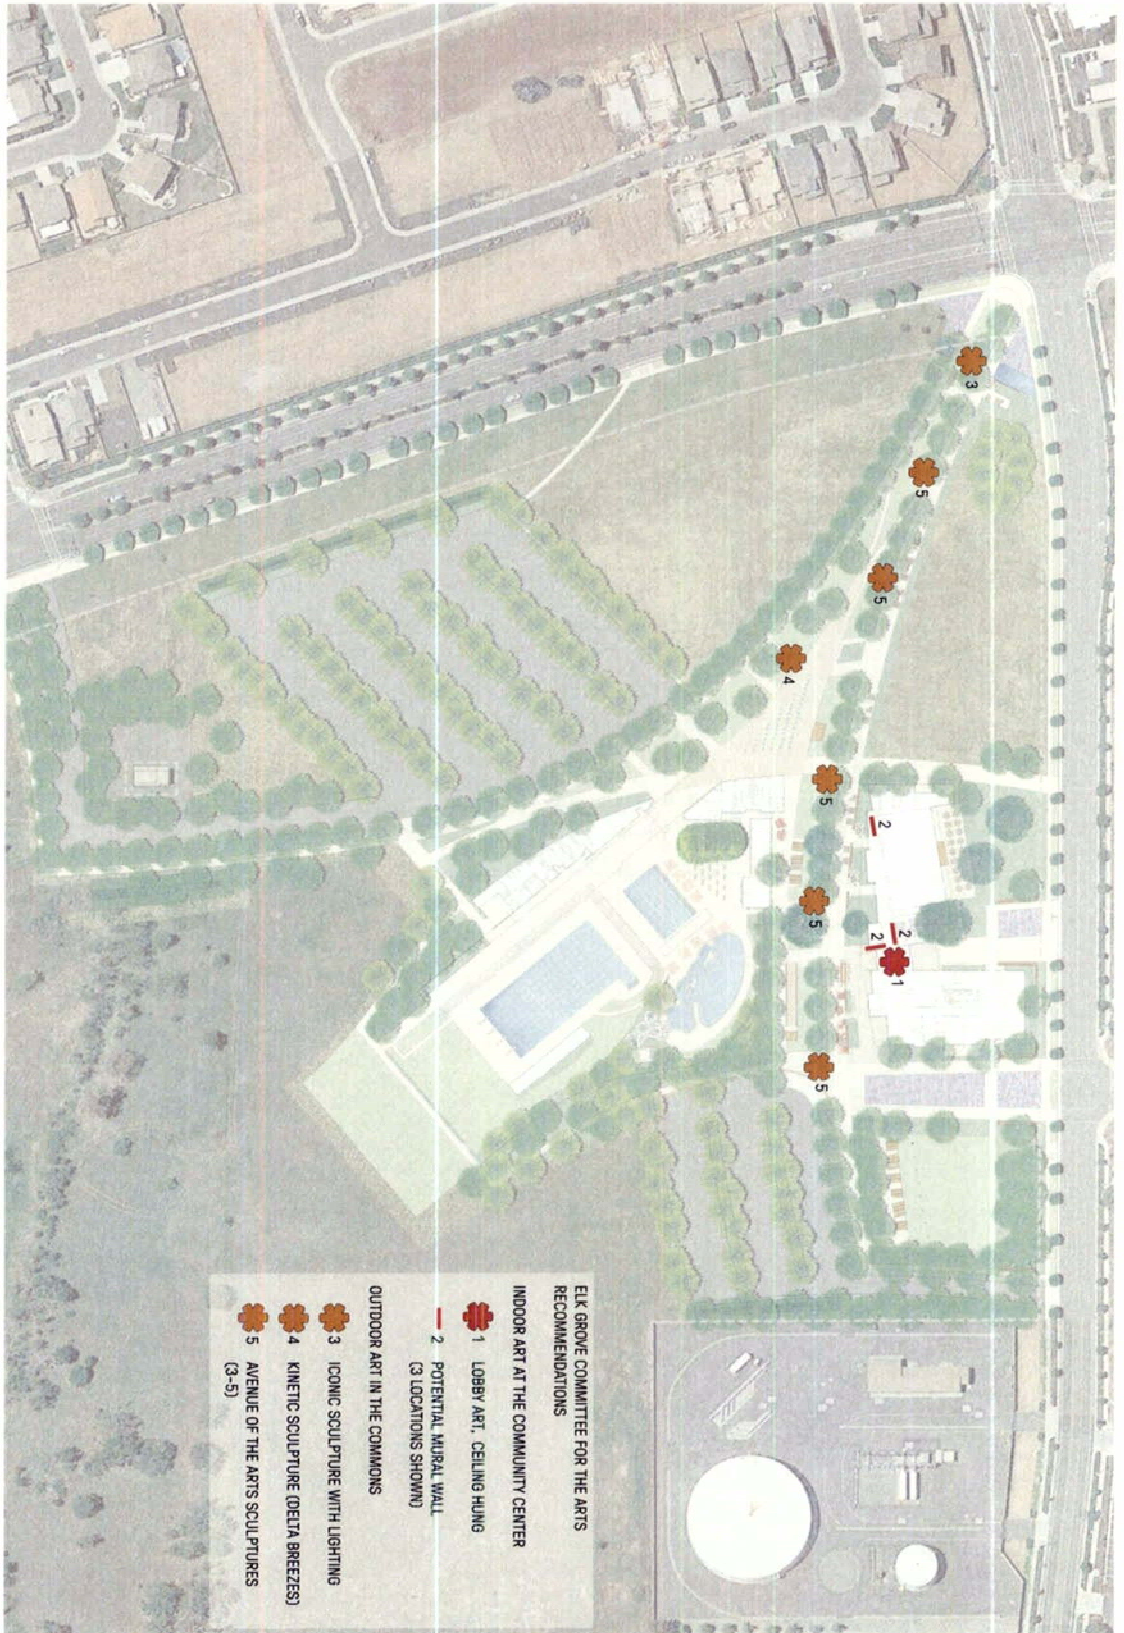 3
5
5
4
5
2
5
2
2
1
5
ELK GROVE COMMITTEE FOR THE ARTS
RECOMMENDATIONS
INDOOR ART AT THE COMMUNITY CENTER
1 LOBBY ART, CEILING HUNG
2 POTENTIAL MURAL WALL
(3 LOCATIONS SHOWN)
OUTDOOR ART IN THE COMMONS
3 ICONIC SCULPTURE WITH LIGHTING
4 KINETIC SCULPTURE (DELTA BREEZES)
5 AVENUE OF THE ARTS SCULPTURES
(3-5)